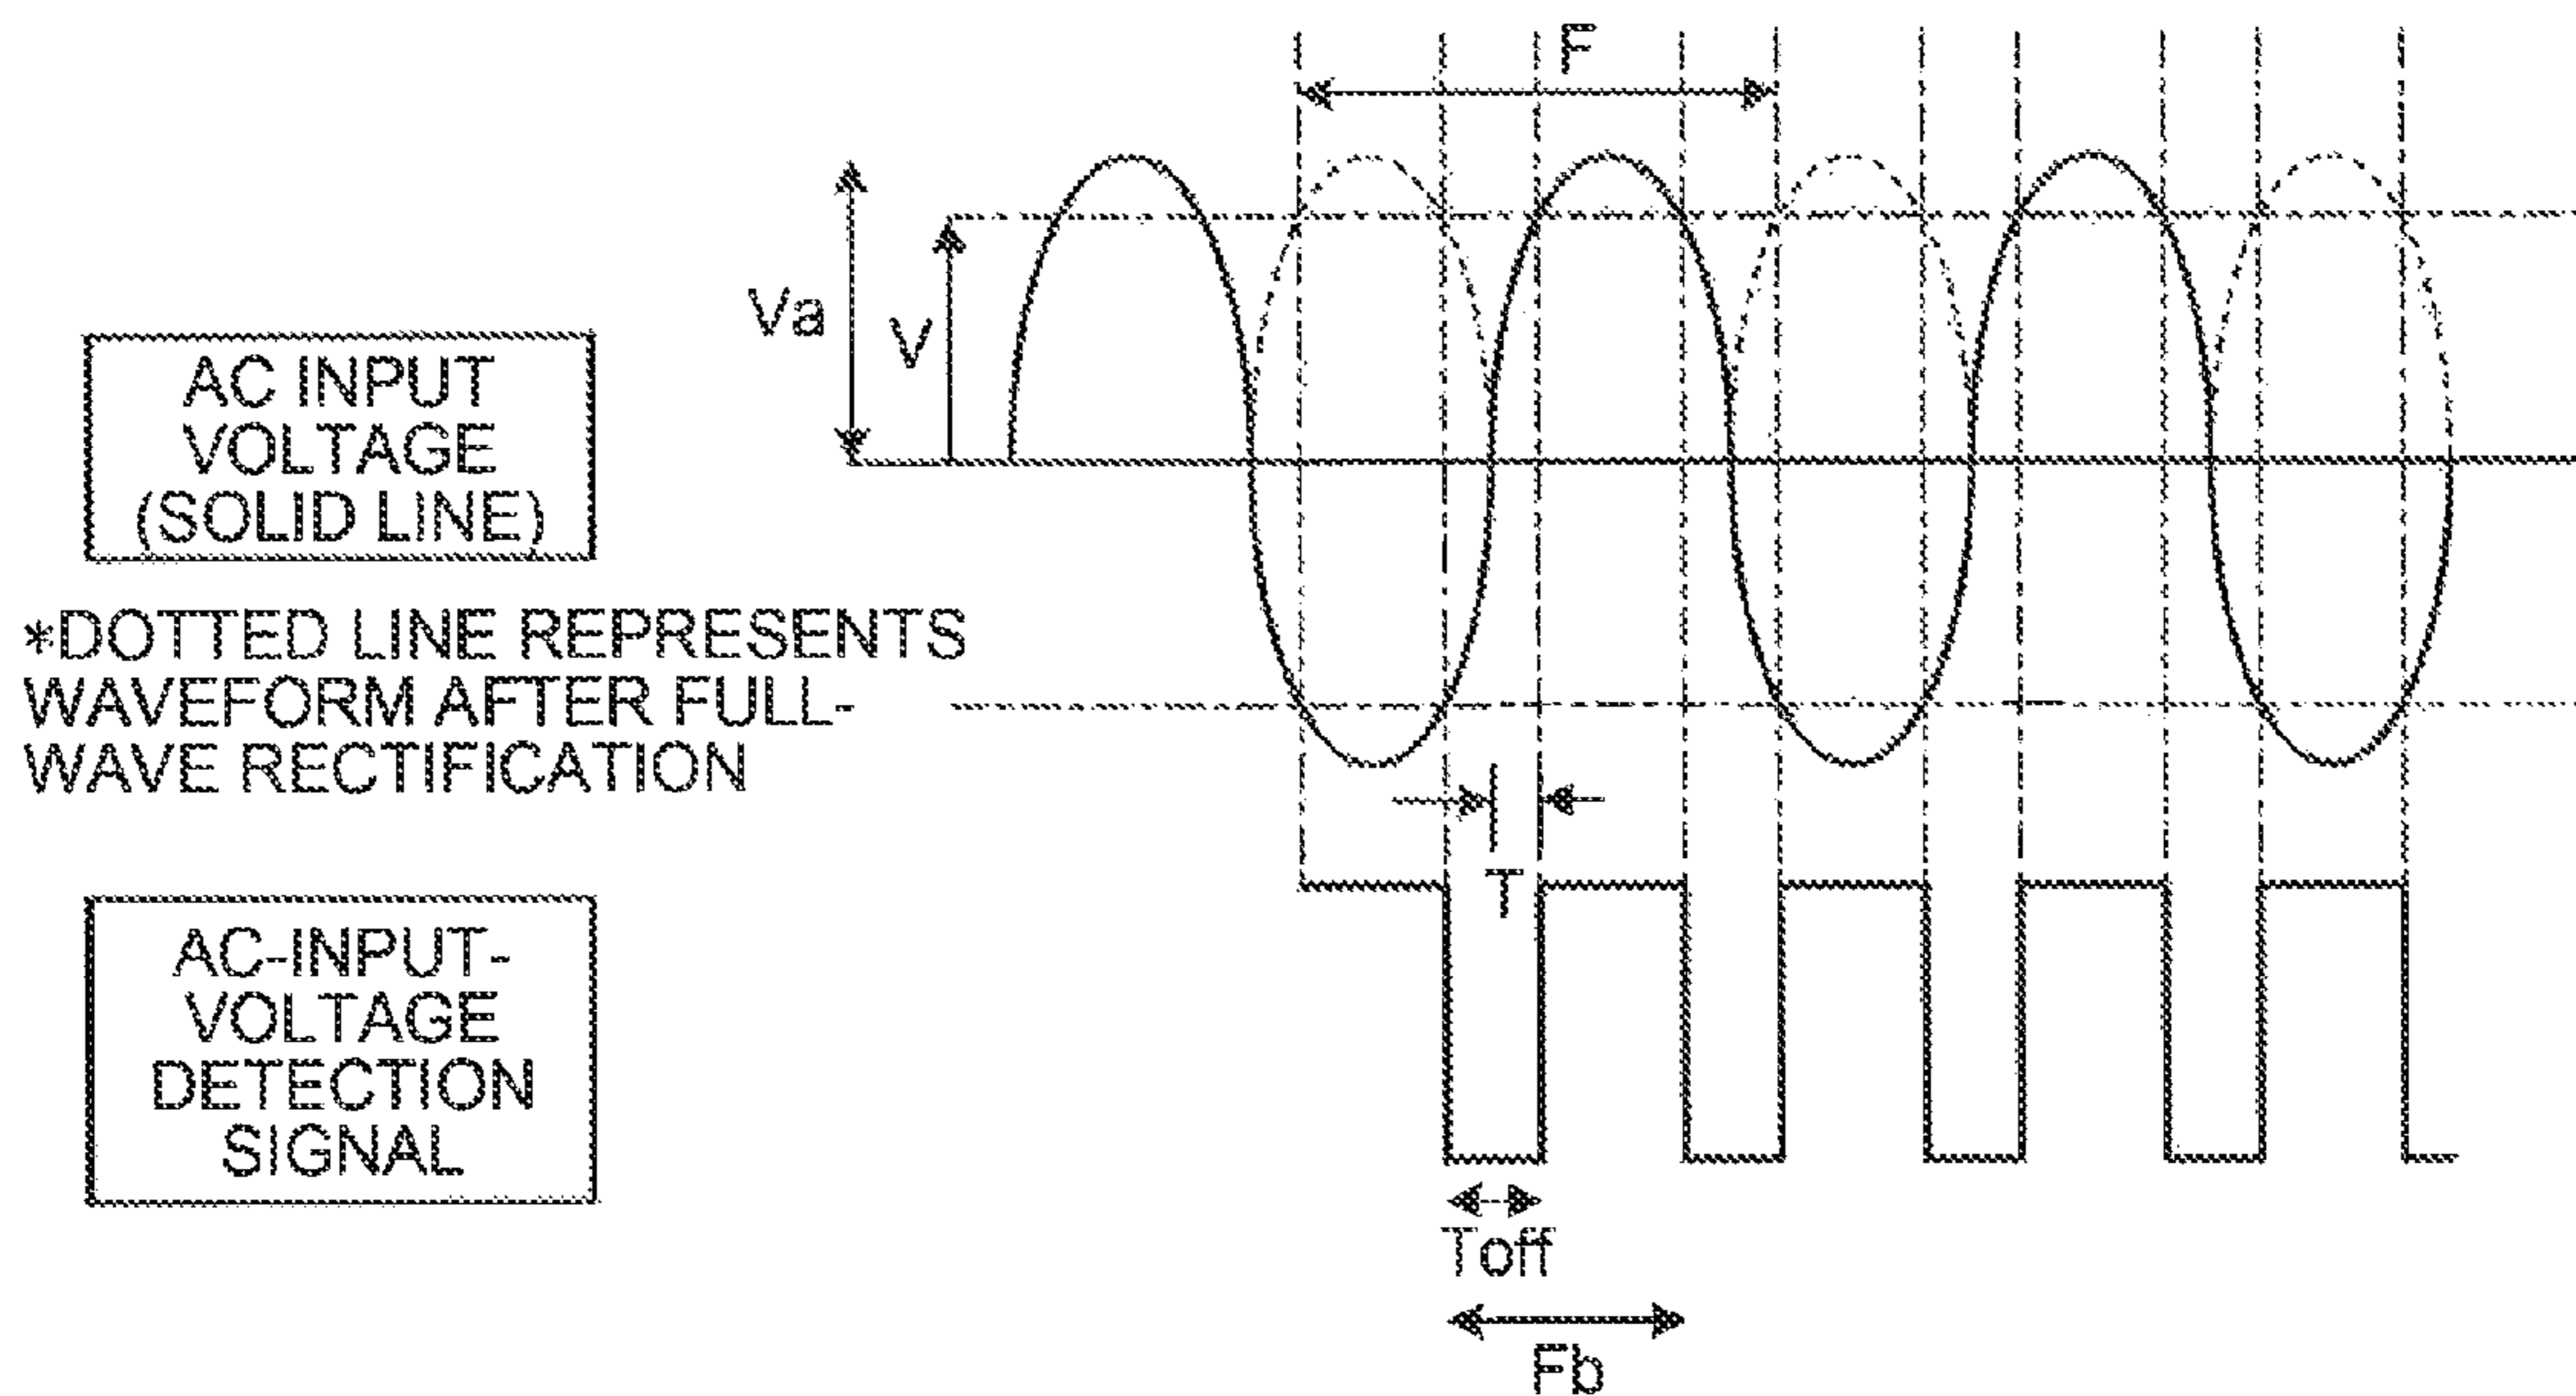 F
Va
V
AC INPUT
VOLTAGE
(SOLID LINE)
*DOTTED LINE REPRESENTS
WAVEFORM AFTER FULL-
WAVE RECTIFICATION
T
AC-INPUT-
VOLTAGE
DETECTION
SIGNAL
Toff
Fb